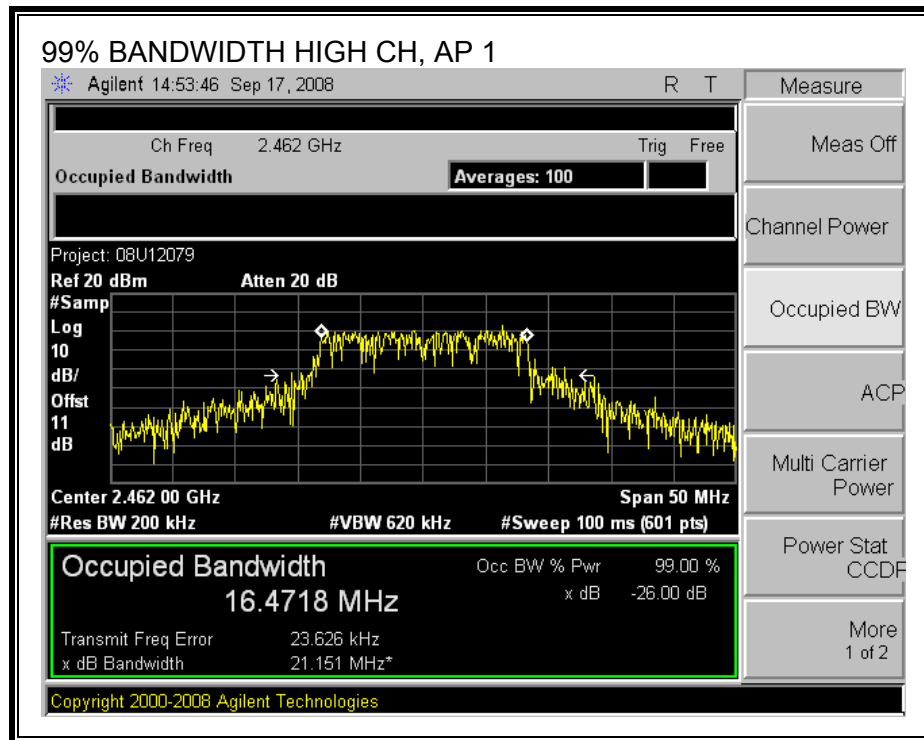 99% BANDWIDTH HIGH CH, AP 1
Agilent 14:53:46 Sep 17, 2008 R T
Measure
Ch Freq 2.462 GHz Trig Free
Occupied Bandwidth Averages: 100
Project: 08U12079
Ref 20 dBm Atten 20 dB
#Samp
Log
10
dB/
Offst
11
dB
Center 2.462 00 GHz Span 50 MHz
#Res BW 200 kHz #VBW 620 kHz #Sweep 100 ms (601 pts)
Occupied Bandwidth Occ BW % Pwr 99.00 %
16.4718 MHz x dB -26.00 dB
Transmit Freq Error 23.626 kHz
x dB Bandwidth 21.151 MHz*
Copyright 2000-2008 Agilent Technologies
Meas Off
Channel Power
Occupied BW
ACP
Multi Carrier
Power
Power Stat
CCDF
More
1 of 2